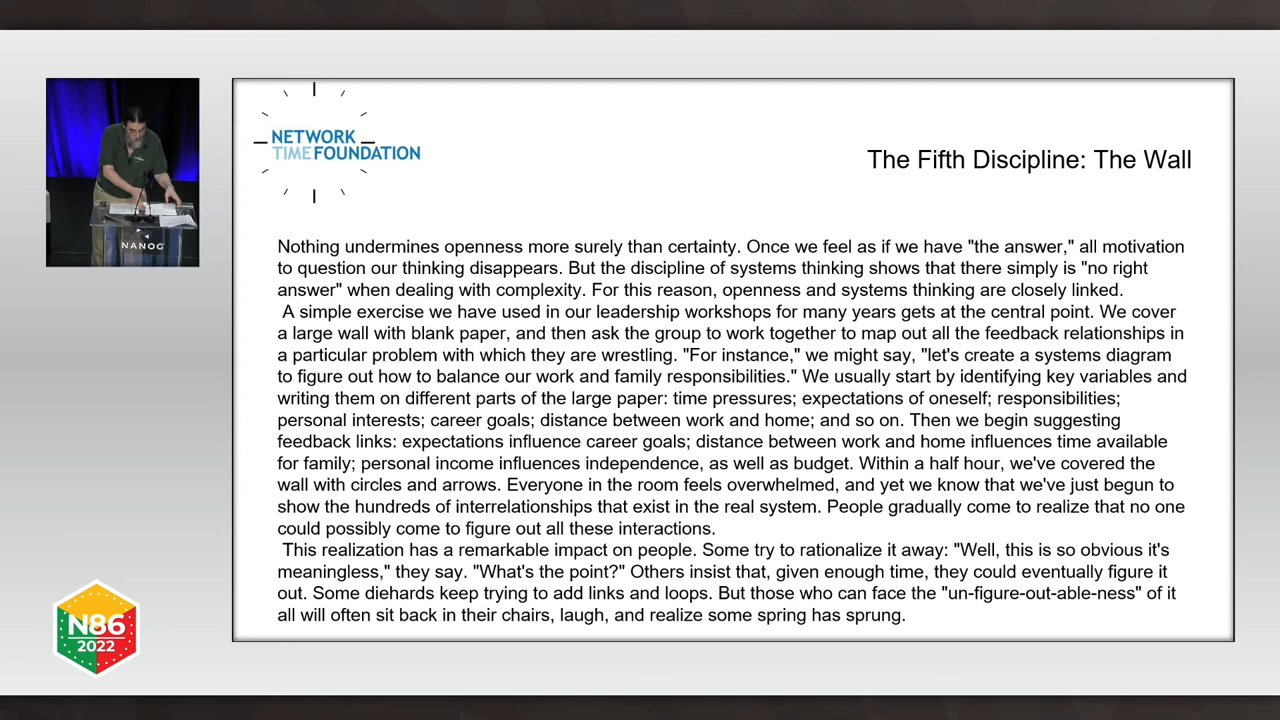 NETWORK
TIME FOUNDATION
The Fifth Discipline: The Wall
Nothing undermines openness more surely than certainty. Once we feel as if we have "the answer," all motivation
to question our thinking disappears. But the discipline of systems thinking shows that there simply is "no right
answer" when dealing with complexity. For this reason, openness and systems thinking are closely linked.
A simple exercise we have used in our leadership workshops for many years gets at the central point. We cover
a large wall with blank paper, and then ask the group to work together to map out all the feedback relationships in
a particular problem with which they are wrestling. "For instance," we might say, "let's create a systems diagram
to figure out how to balance our work and family responsibilities." We usually start by identifying key variables and
writing them on different parts of the large paper: time pressures; expectations of oneself; responsibilities;
personal interests; career goals; distance between work and home; and so on. Then we begin suggesting
feedback links: expectations influence career goals; distance between work and home influences time available
for family; personal income influences independence, as well as budget. Within a half hour, we've covered the
wall with circles and arrows. Everyone in the room feels overwhelmed, and yet we know that we've just begun to
show the hundreds of interrelationships that exist in the real system. People gradually come to realize that no one
could possibly come to figure out all these interactions.
This realization has a remarkable impact on people. Some try to rationalize it away: "Well, this is so obvious it's
meaningless," they say. "What's the point?" Others insist that, given enough time, they could eventually figure it
out. Some diehards keep trying to add links and loops. But those who can face the "un-figure-out-able-ness" of it
all will often sit back in their chairs, laugh, and realize some spring has sprung.
NANOG
N86
2022